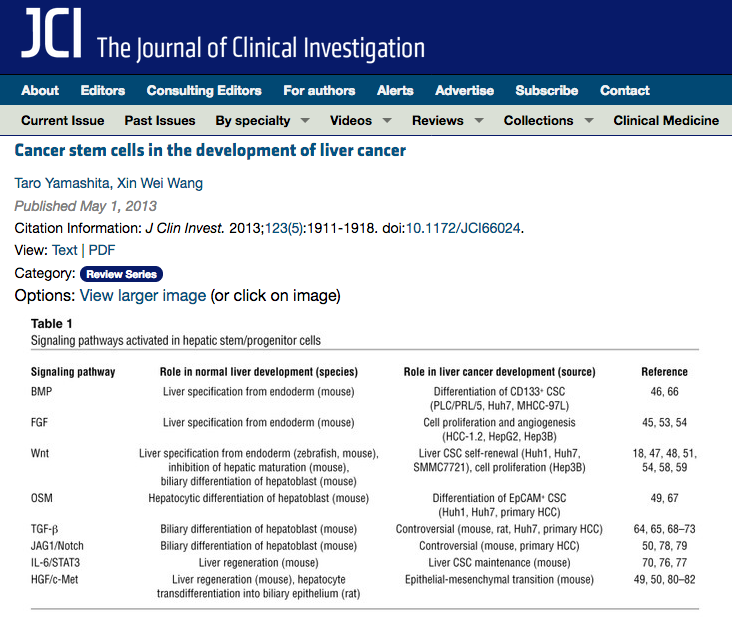 JCI The Journal of Clinical Investigation
About Editors Consulting Editors For authors Alerts Advertise Subscribe Contact
Current Issue Past Issues By specialty Videos Reviews Collections Clinical Medicine
Cancer stem cells in the development of liver cancer
Taro Yamashita, Xin Wei Wang
Published May 1, 2013
Citation Information: J Clin Invest. 2013;123(5):1911-1918. doi:10.1172/JCI66024.
View: Text | PDF
Category: Review Series
Options: View larger image (or click on image)
Table 1
Signaling pathways activated in hepatic stem/progenitor cells
Signaling pathway Role in normal liver development (species) Role in liver cancer development (source) Reference
BMP Liver specification from endoderm (mouse) Differentiation of CD133+ CSC 46, 66
(PLC/PRL/5, Huh7, MHCC-97L)
FGF Liver specification from endoderm (mouse) Cell proliferation and angiogenesis 45, 53, 54
(HCC-1.2, HepG2, Hep3B)
Wnt Liver specification from endoderm (zebrafish, mouse), Liver CSC self-renewal (Huh1, Huh7, 18, 47, 48, 51,
inhibition of hepatic maturation (mouse), SMMC7721), cell proliferation (Hep3B) 54, 58, 59
biliary differentiation of hepatoblast (mouse)
OSM Hepatocytic differentiation of hepatoblast (mouse) Differentiation of EpCAM+ CSC 49, 67
(Huh1, Huh7, primary HCC)
TGF-β Biliary differentiation of hepatoblast (mouse) Controversial (mouse, rat, Huh7, primary HCC) 64, 65, 68–73
JAG1/Notch Biliary differentiation of hepatoblast (mouse) Controversial (mouse, primary HCC) 50, 78, 79
IL-6/STAT3 Liver regeneration (mouse) Liver CSC maintenance (mouse) 70, 76, 77
HGF/c-Met Liver regeneration (mouse), hepatocyte Epithelial-mesenchymal transition (mouse) 49, 50, 80–82
transdifferentiation into biliary epithelium (rat)